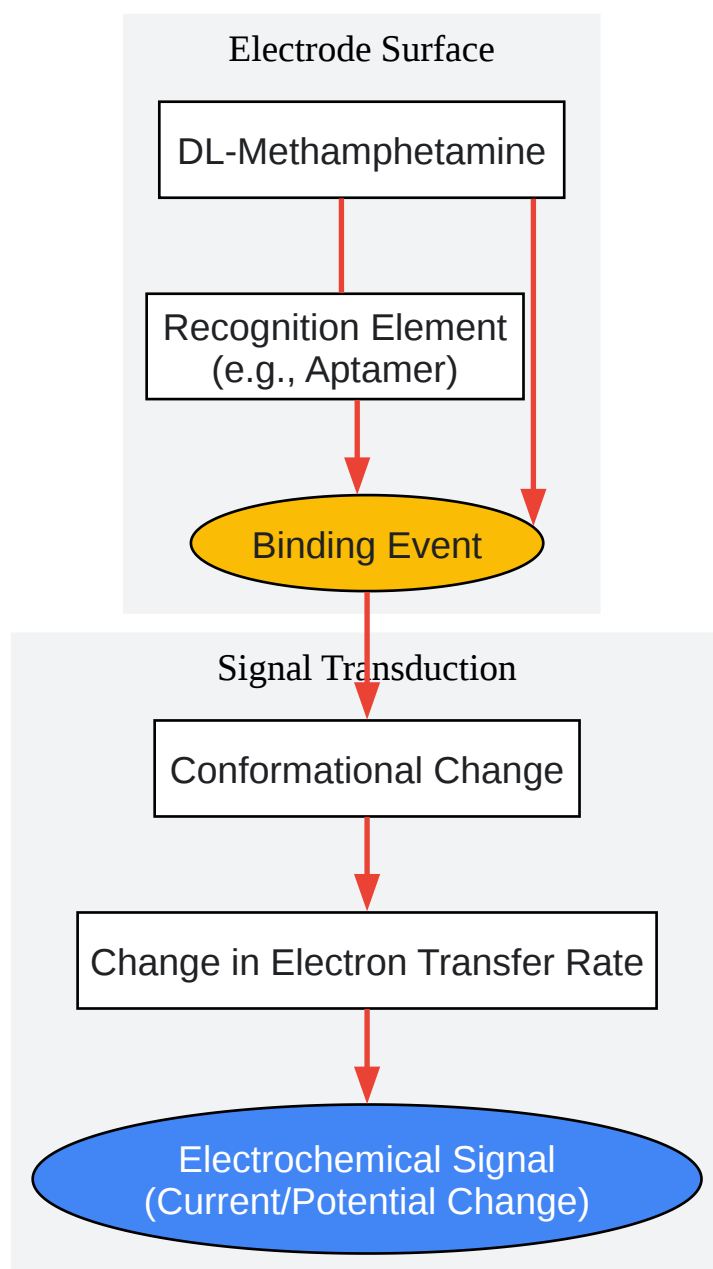 Electrode Surface
DL-Methamphetamine
Recognition Element
(e.g., Aptamer)
Binding Event
Signal Transduction
Conformational Change
Change in Electron Transfer Rate
Electrochemical Signal
(Current/Potential Change)